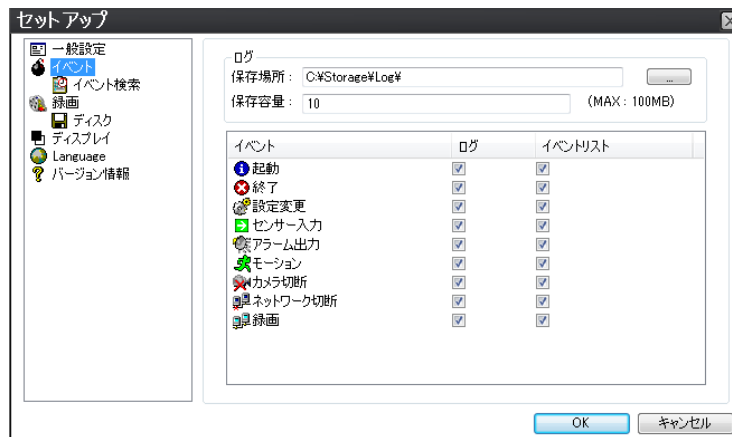 セットアップ
一般設定
イベント
イベント検索
録画
ディスク
ディスプレイ
Language
バージョン情報
ログ
保存場所： C:¥Storage¥Log¥ ...
保存容量： 10 (MAX : 100MB)
イベント ログ イベントリスト
起動
終了
設定変更
センサー入力
アラーム出力
モーション
カメラ切断
ネットワーク切断
録画
OK キャンセル